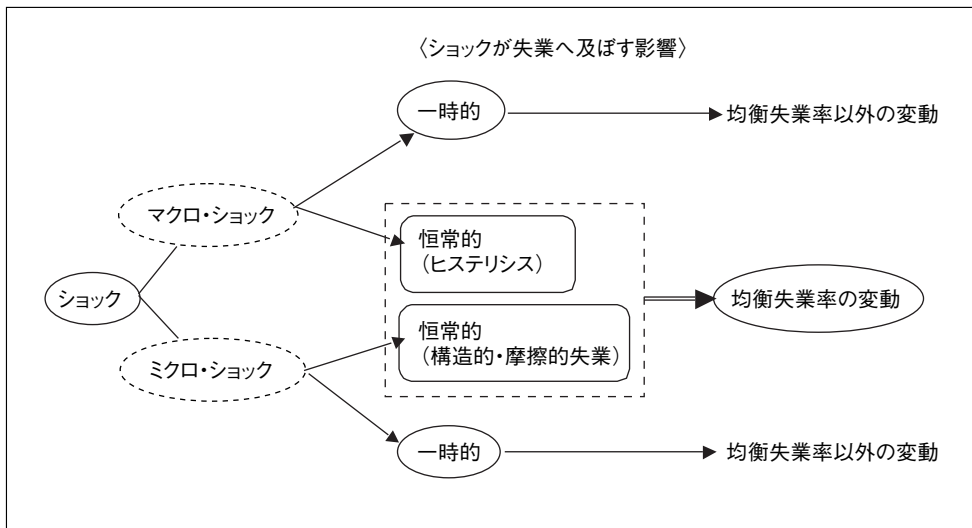 〈ショックが失業へ及ぼす影響〉
一時的
均衡失業率以外の変動
マクロ・ショック
恒常的
（ヒステリシス）
ショック
均衡失業率の変動
恒常的
（構造的・摩擦的失業）
ミクロ・ショック
一時的
均衡失業率以外の変動